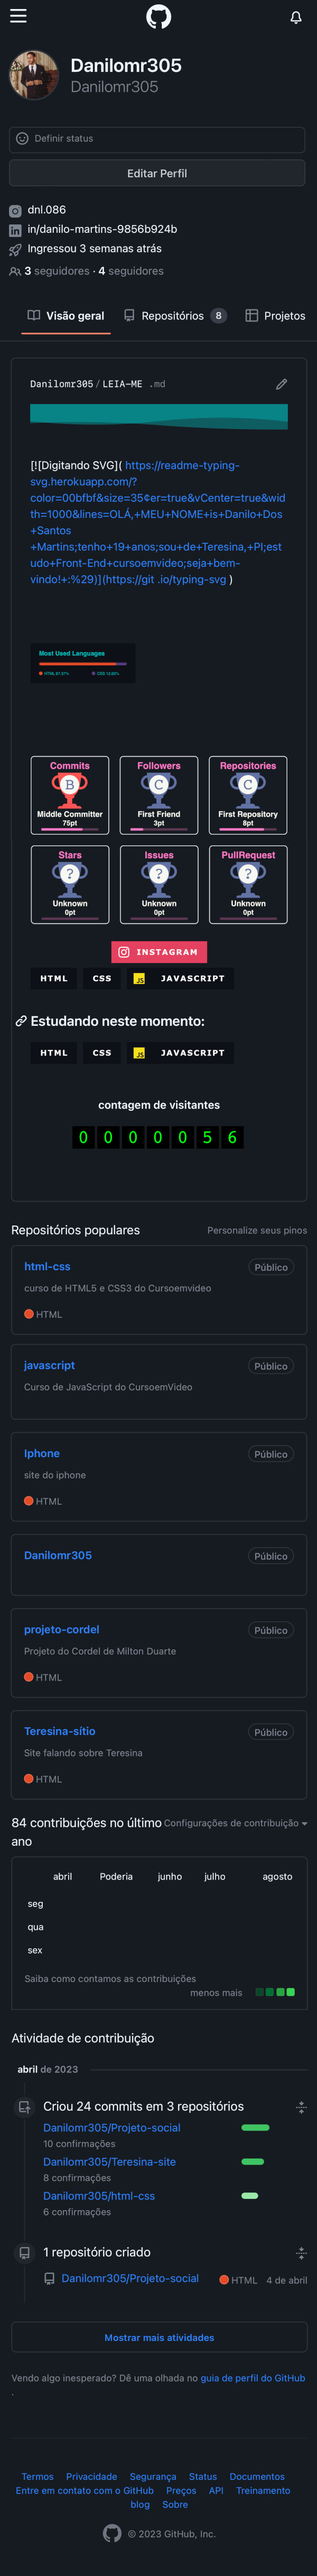 Danilomr305
Danilomr305
Definir status
Editar Perfil
dnl.086
in/danilo-martins-9856b924b
Ingressou 3 semanas atrás
3 seguidores · 4 seguidores
Visão geral
Repositórios 8
Projetos
Danilomr305 / LEIA-ME .md
[![Digitando SVG]( https://readme-typing-
svg.herokuapp.com/?
color=00bfbf&size=35¢er=true&vCenter=true&wid
th=1000&lines=OLÁ,+MEU+NOME+is+Danilo+Dos
+Santos
+Martins;tenho+19+anos;sou+de+Teresina,+PI;est
udo+Front-End+cursoemvideo;seja+bem-
vindo!+:%29)](https://git .io/typing-svg )
Most Used Languages
Commits
Followers
Repositories
B
C
C
Middle Committer
First Friend
First Repository
75pt
3pt
8pt
Stars
Issues
PullRequest
?
?
?
Unknown
Unknown
Unknown
0pt
0pt
0pt
INSTAGRAM
HTML
CSS
JS
JAVASCRIPT
Estudando neste momento:
HTML
CSS
JS
JAVASCRIPT
contagem de visitantes
0 0 0 0 0 5 6
Repositórios populares
Personalize seus pinos
html-css
Público
curso de HTML5 e CSS3 do Cursoemvideo
HTML
javascript
Público
Curso de JavaScript do CursoemVideo
Iphone
Público
site do iphone
HTML
Danilomr305
Público
projeto-cordel
Público
Projeto do Cordel de Milton Duarte
HTML
Teresina-sítio
Público
Site falando sobre Teresina
HTML
84 contribuições no último
ano
Configurações de contribuição
abril
Poderia
junho
julho
agosto
seg
qua
sex
Saiba como contamos as contribuições
menos mais
Atividade de contribuição
abril de 2023
Criou 24 commits em 3 repositórios
Danilomr305/Projeto-social
10 confirmações
Danilomr305/Teresina-site
8 confirmações
Danilomr305/html-css
6 confirmações
1 repositório criado
Danilomr305/Projeto-social
HTML
4 de abril
Mostrar mais atividades
Vendo algo inesperado? Dê uma olhada no guia de perfil do GitHub
.
Termos
Privacidade
Segurança
Status
Documentos
Entre em contato com o GitHub
Preços
API
Treinamento
blog
Sobre
© 2023 GitHub, Inc.